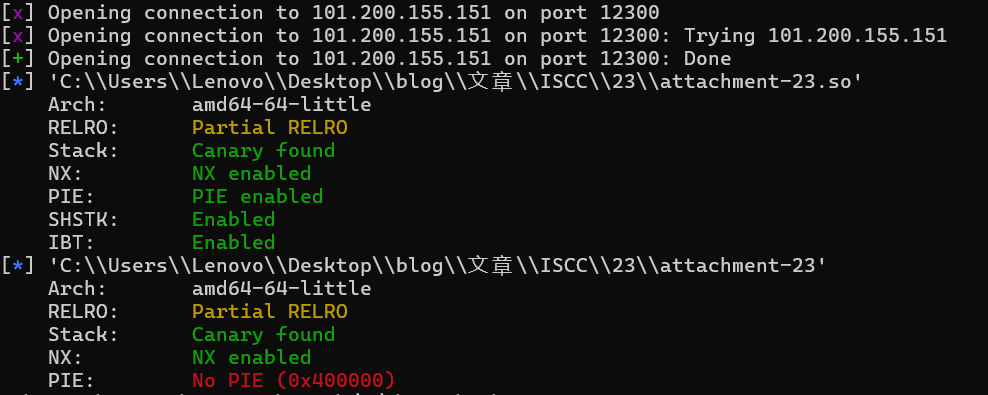 [x] Opening connection to 101.200.155.151 on port 12300
[x] Opening connection to 101.200.155.151 on port 12300: Trying 101.200.155.151
[+] Opening connection to 101.200.155.151 on port 12300: Done
[*] 'C:\\Users\\Lenovo\\Desktop\\blog\\文章\\ISCC\\23\\attachment-23.so'
    Arch:       amd64-64-little
    RELRO:      Partial RELRO
    Stack:      Canary found
    NX:         NX enabled
    PIE:        PIE enabled
    SHSTK:      Enabled
    IBT:        Enabled
[*] 'C:\\Users\\Lenovo\\Desktop\\blog\\文章\\ISCC\\23\\attachment-23'
    Arch:       amd64-64-little
    RELRO:      Partial RELRO
    Stack:      Canary found
    NX:         NX enabled
    PIE:        No PIE (0x400000)